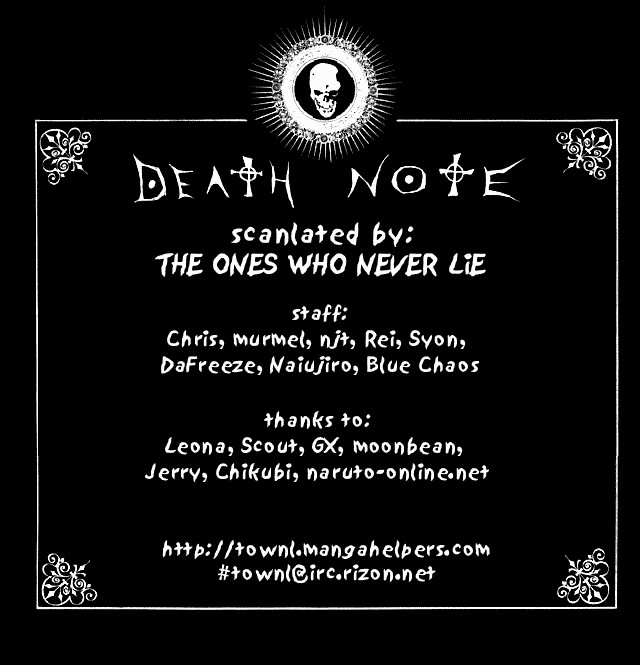 DEATH NOTE
scanlated by:
THE ONES WHO NEVER LiE
staff:
Chris, murmel, njt, Rei, Syon,
DaFreeze, Naiujiro, Blue Chaos
thanks to:
Leona, Scout, GX, moonbean,
Jerry, Chikubi, naruto-online.net
http://townl.mangahelpers.com
#townl@irc.rizon.net